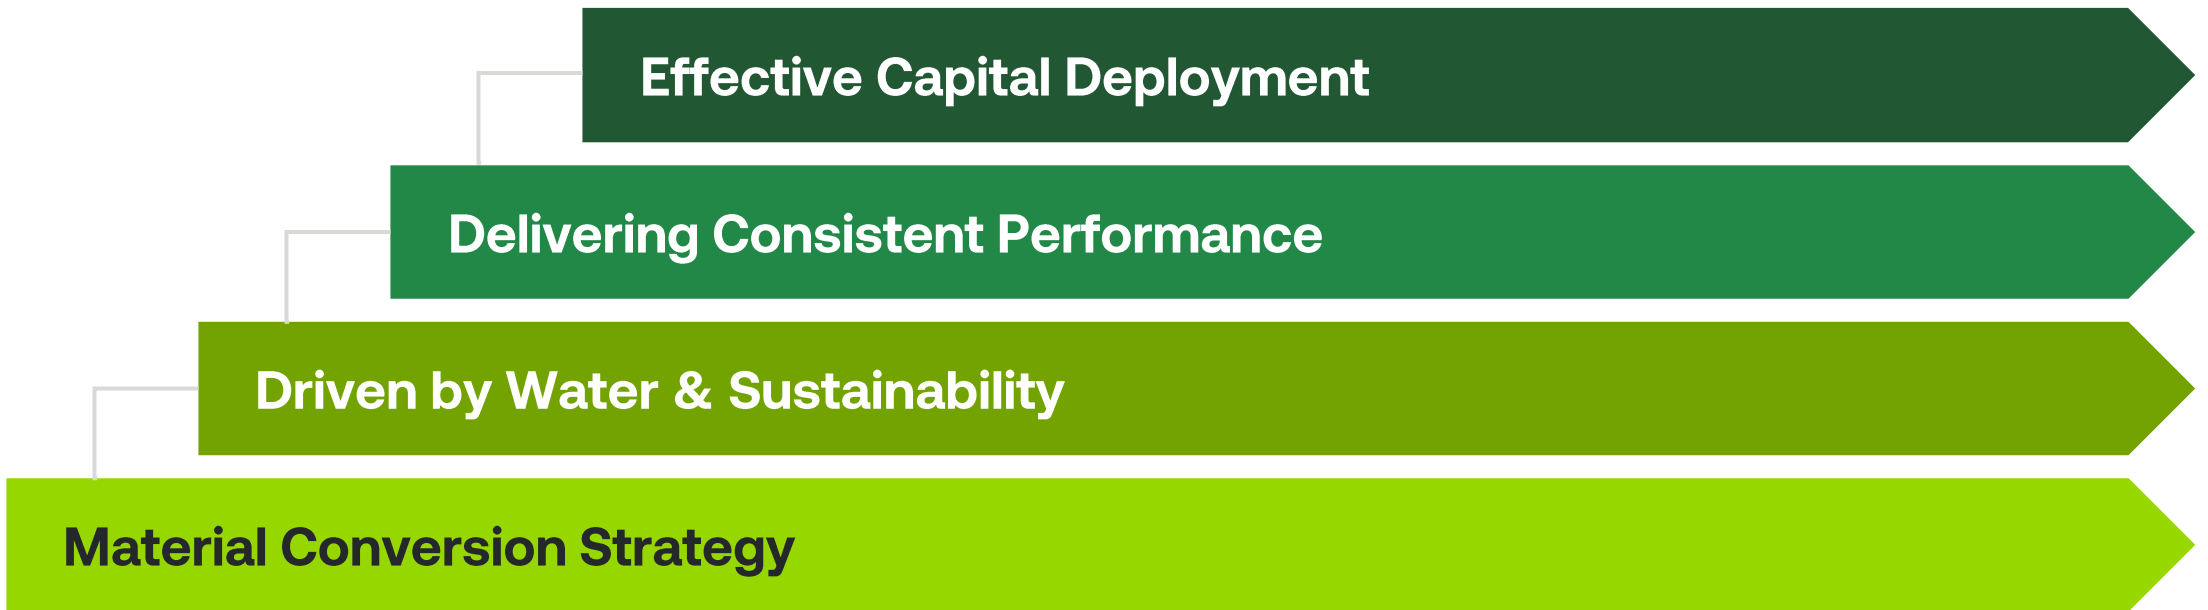 Effective Capital Deployment
Delivering Consistent Performance
Driven by Water & Sustainability
Material Conversion Strategy